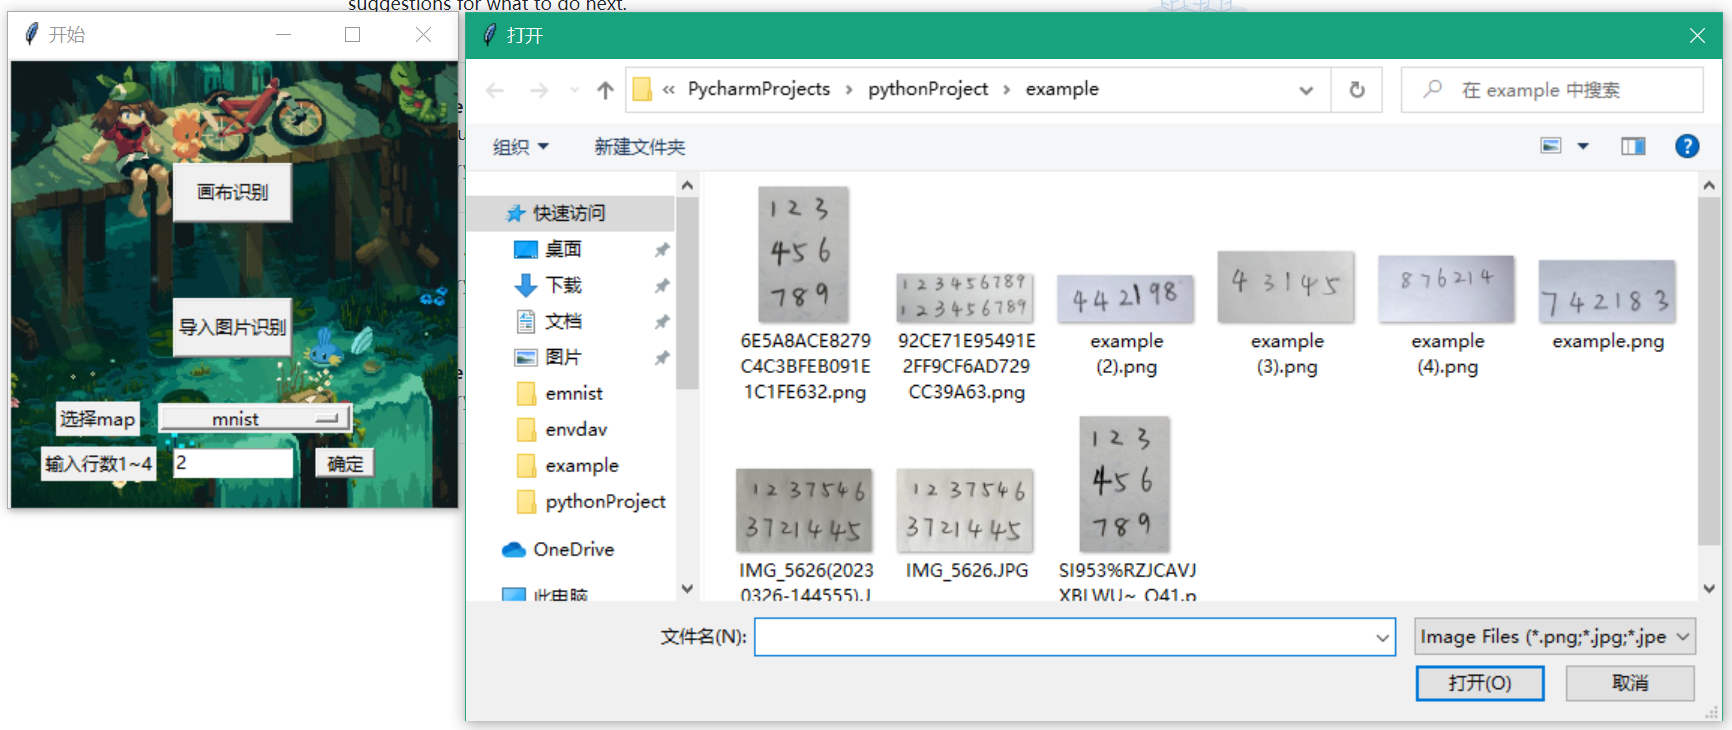 suggestions for what to do next.
开始
画布识别
导入图片识别
选择map
mnist
输入行数1~4
2
确定
打开
« PycharmProjects › pythonProject › example
在 example 中搜索
组织
新建文件夹
快速访问
桌面
下载
文档
图片
emnist
envdav
example
pythonProject
OneDrive
此电脑
1 2 3
4 5 6
7 8 9
6E5A8ACE8279
C4C3BFEB091E
1C1FE632.png
1 2 3 4 5 6 7 8 9
1 2 3 4 5 6 7 8 9
92CE71E95491E
2FF9CF6AD729
CC39A63.png
4 4 2 1 9 8
example
(2).png
4 3 1 4 5
example
(3).png
8 7 6 2 1 4
example
(4).png
7 4 2 1 8 3
example.png
1 2 3 7 5 4 6
3 7 2 1 4 4 5
IMG_5626(2023
0326-144555).J
1 2 3 7 5 4 6
3 7 2 1 4 4 5
IMG_5626.JPG
1 2 3
4 5 6
7 8 9
SI953%RZJCAVJ
XBLWU~_O41.p
文件名(N):
Image Files (*.png;*.jpg;*.jpe
打开(O)
取消